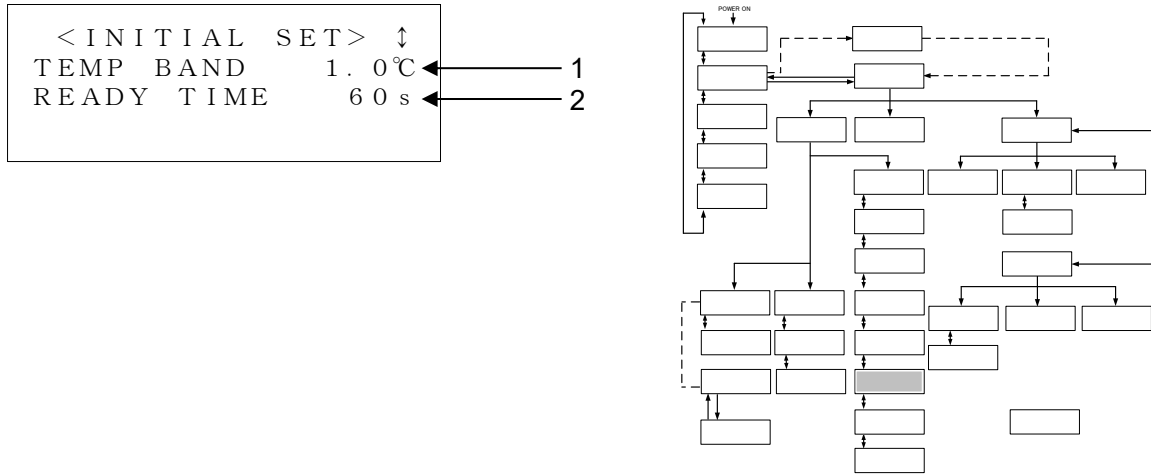 <INITIAL SET> ↕
TEMP BAND 1.0℃
READY TIME 60s
1
2
POWER ON